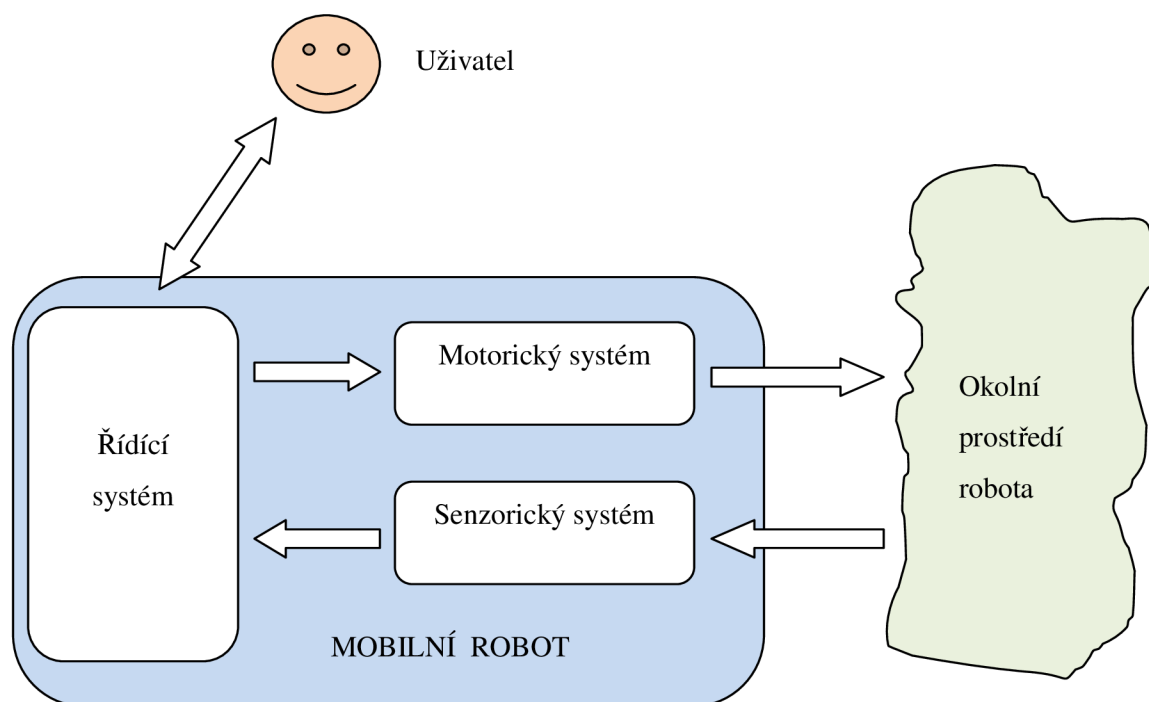 Uživatel
Motorický systém
Řídící
systém
Senzorický systém
MOBILNÍ ROBOT
Okolní
prostředí
robota